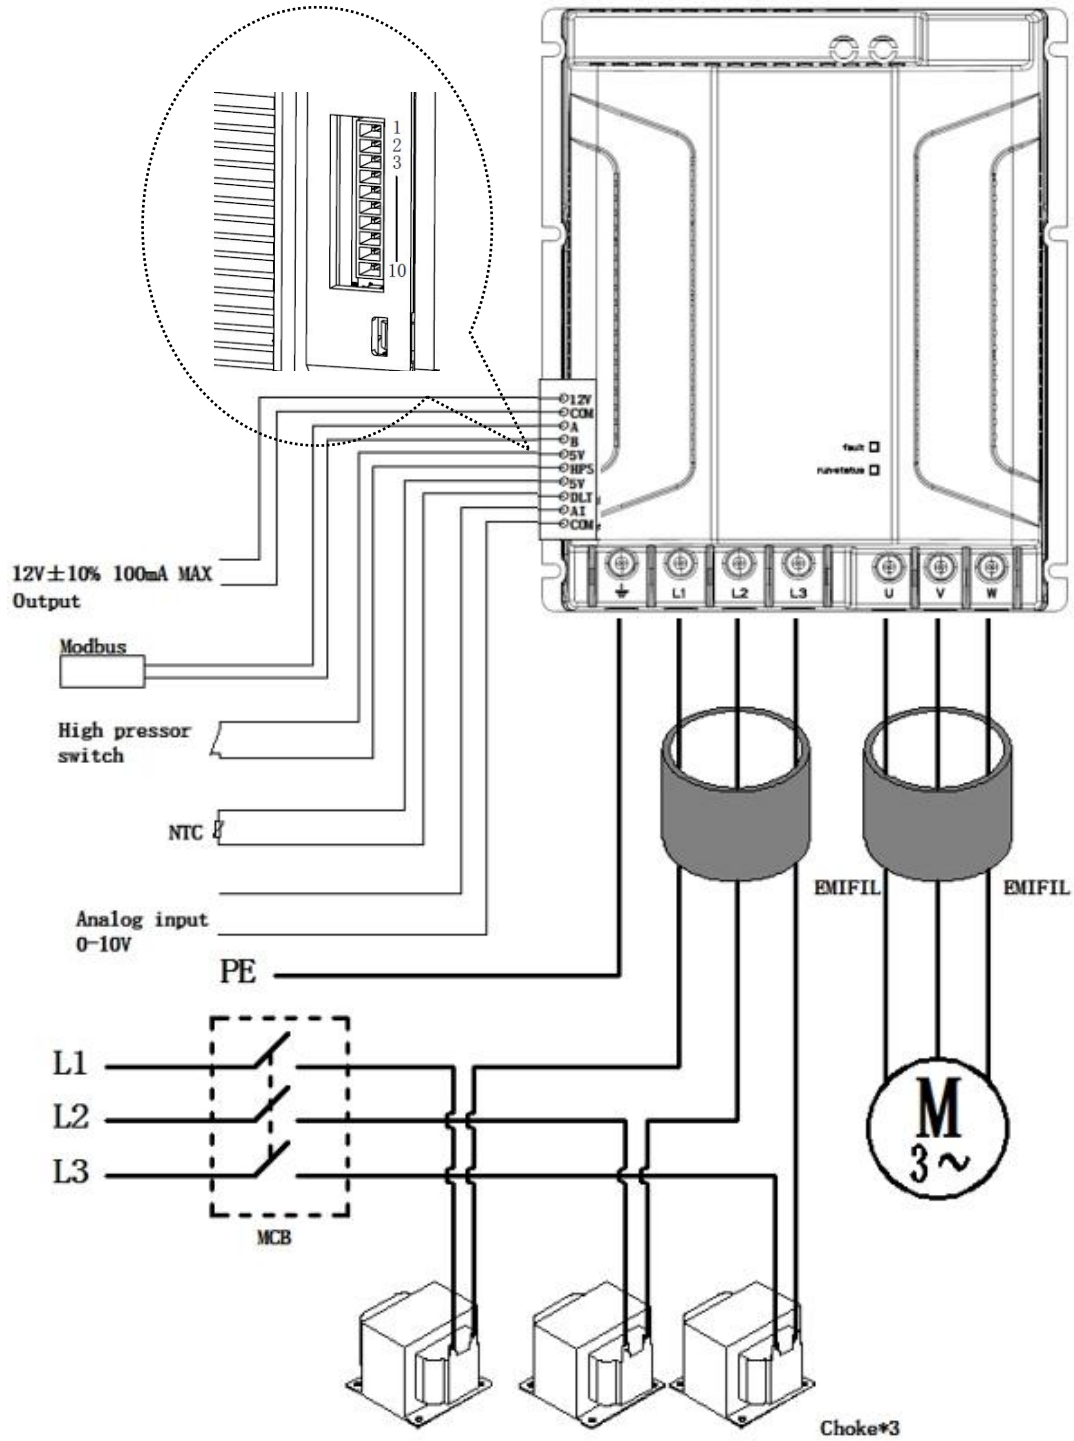 1
2
3
10
12V
COM
A
B
5V
HPS
5V
DLT
AI
COM
fault
run-status
L1
L2
L3
U
V
W
12V±10% 100mA MAX
Output
Modbus
High pressor
switch
NTC
Analog input
0-10V
EMIFIL
EMIFIL
PE
L1
L2
L3
MCB
M
3~
Choke*3